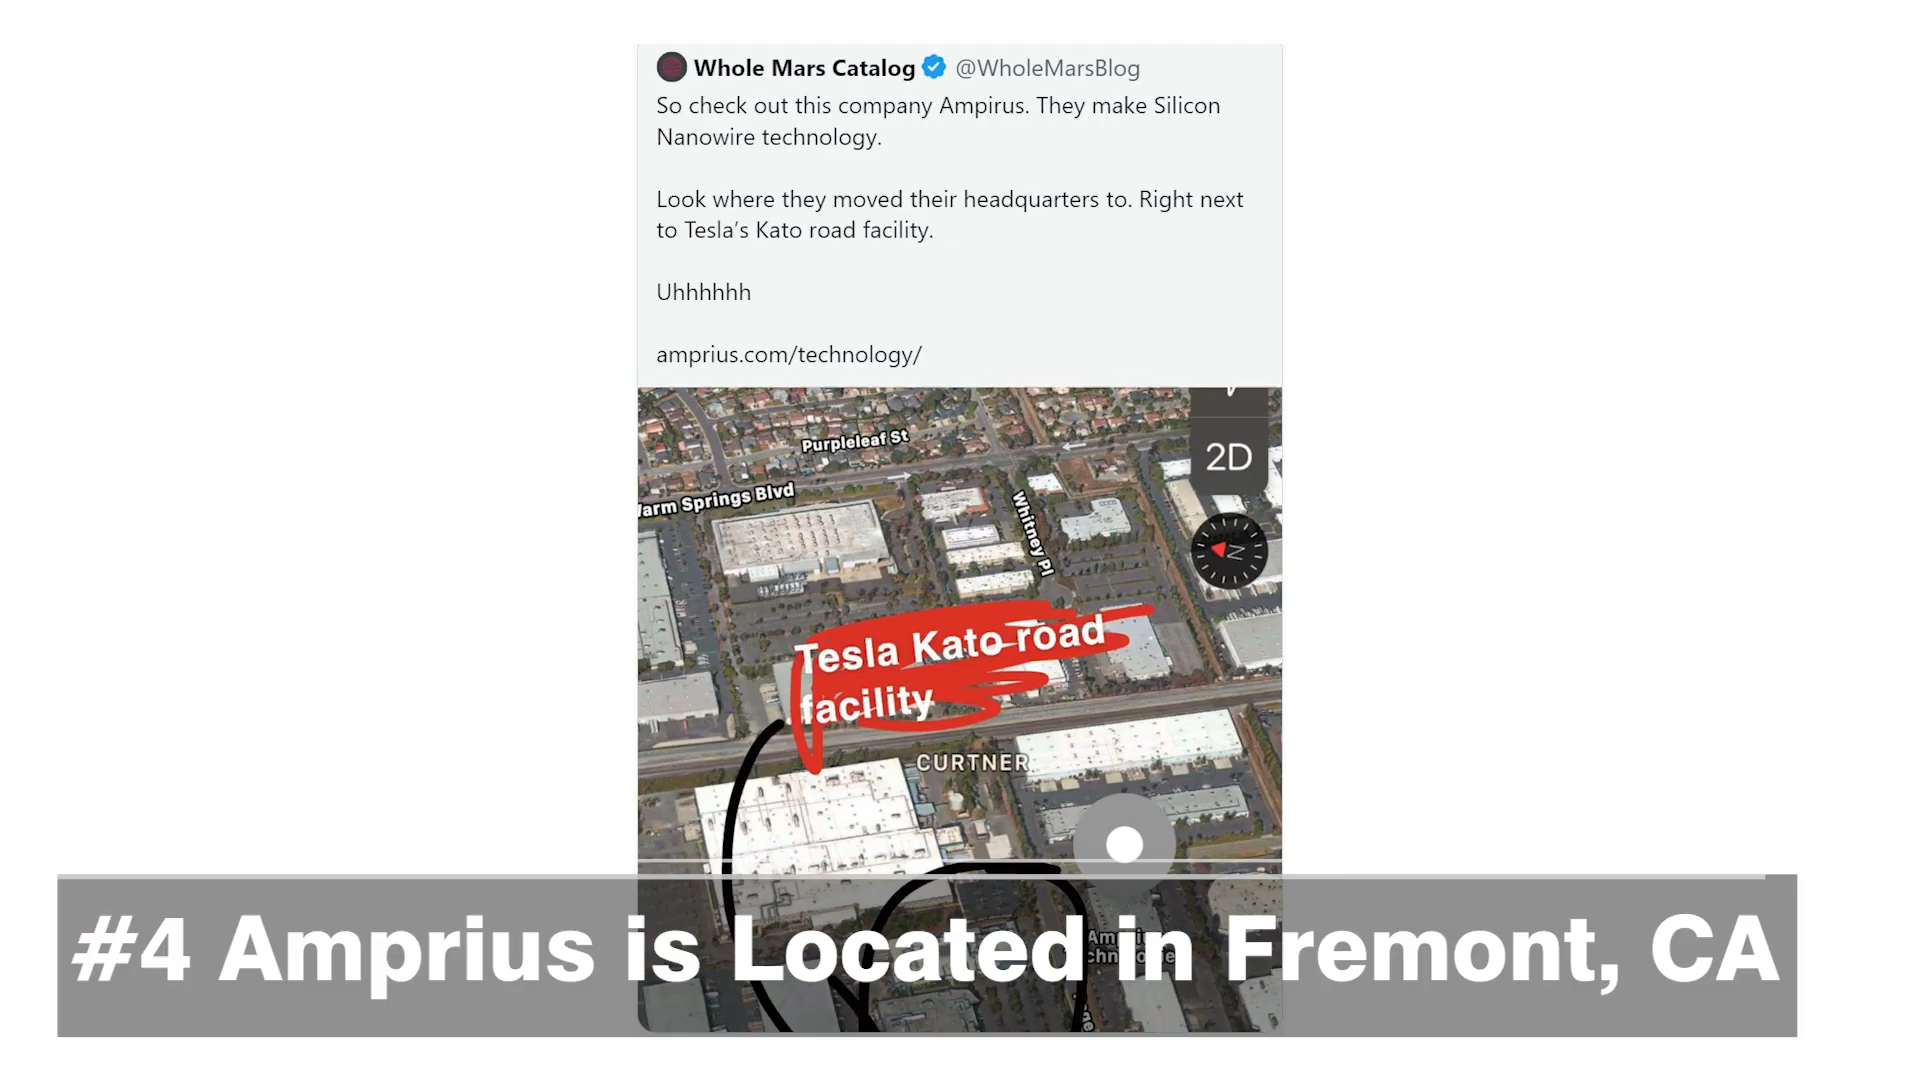 Whole Mars Catalog @WholeMarsBlog
So check out this company Ampirus. They make Silicon
Nanowire technology.
Look where they moved their headquarters to. Right next
to Tesla’s Kato road facility.
Uhhhhhh
amprius.com/technology/
2D
Purpleleaf St
Warm Springs Blvd
Whitney Pl
N
Tesla Kato road
facility
CURTNER
#4 Amprius is Located in Fremont, CA